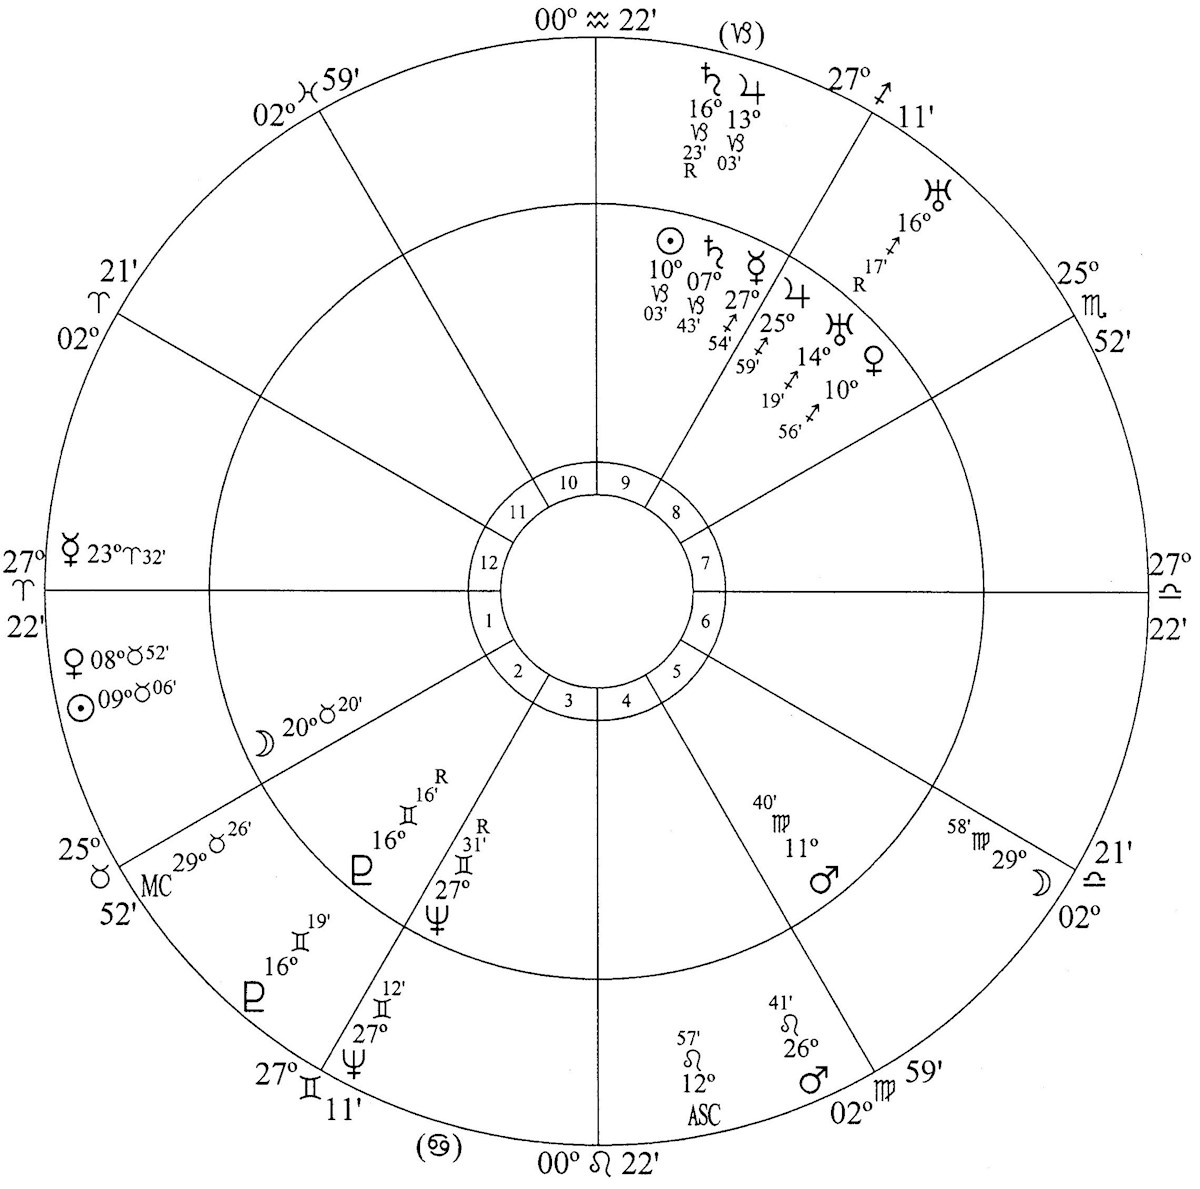 00° ♒ 22'
(♑)
27° ♐ 11'
25° ♏ 52'
27° ♎ 22'
21' ♎ 02°
59' ♍ 02°
00° ♌ 22'
(♋)
27° ♊ 11'
25° ♉ 52'
27° ♈ 22'
21' ♈ 02°
02° ♓ 59'
♄ 16° ♑ 23' R
♃ 13° ♑ 03'
♅ 16° ♐ 17' R
☿ 23° ♈ 32'
♀ 08° ♉ 52'
☉ 09° ♉ 06'
MC 29° ♉ 26'
♇ 16° ♊ 19'
♆ 27° ♊ 12'
ASC 12° ♌ 57'
♂ 26° ♌ 41'
☽ 29° ♍ 58'
☉ 10° ♑ 03'
♄ 07° ♑ 43'
☿ 27° ♐ 54'
♃ 25° ♐ 59'
♅ 14° ♐ 19'
♀ 10° ♐ 56'
☽ 20° ♉ 20'
♇ 16° ♊ 16' R
♆ 27° ♊ 31' R
♂ 11° ♍ 40'
1
2
3
4
5
6
7
8
9
10
11
12